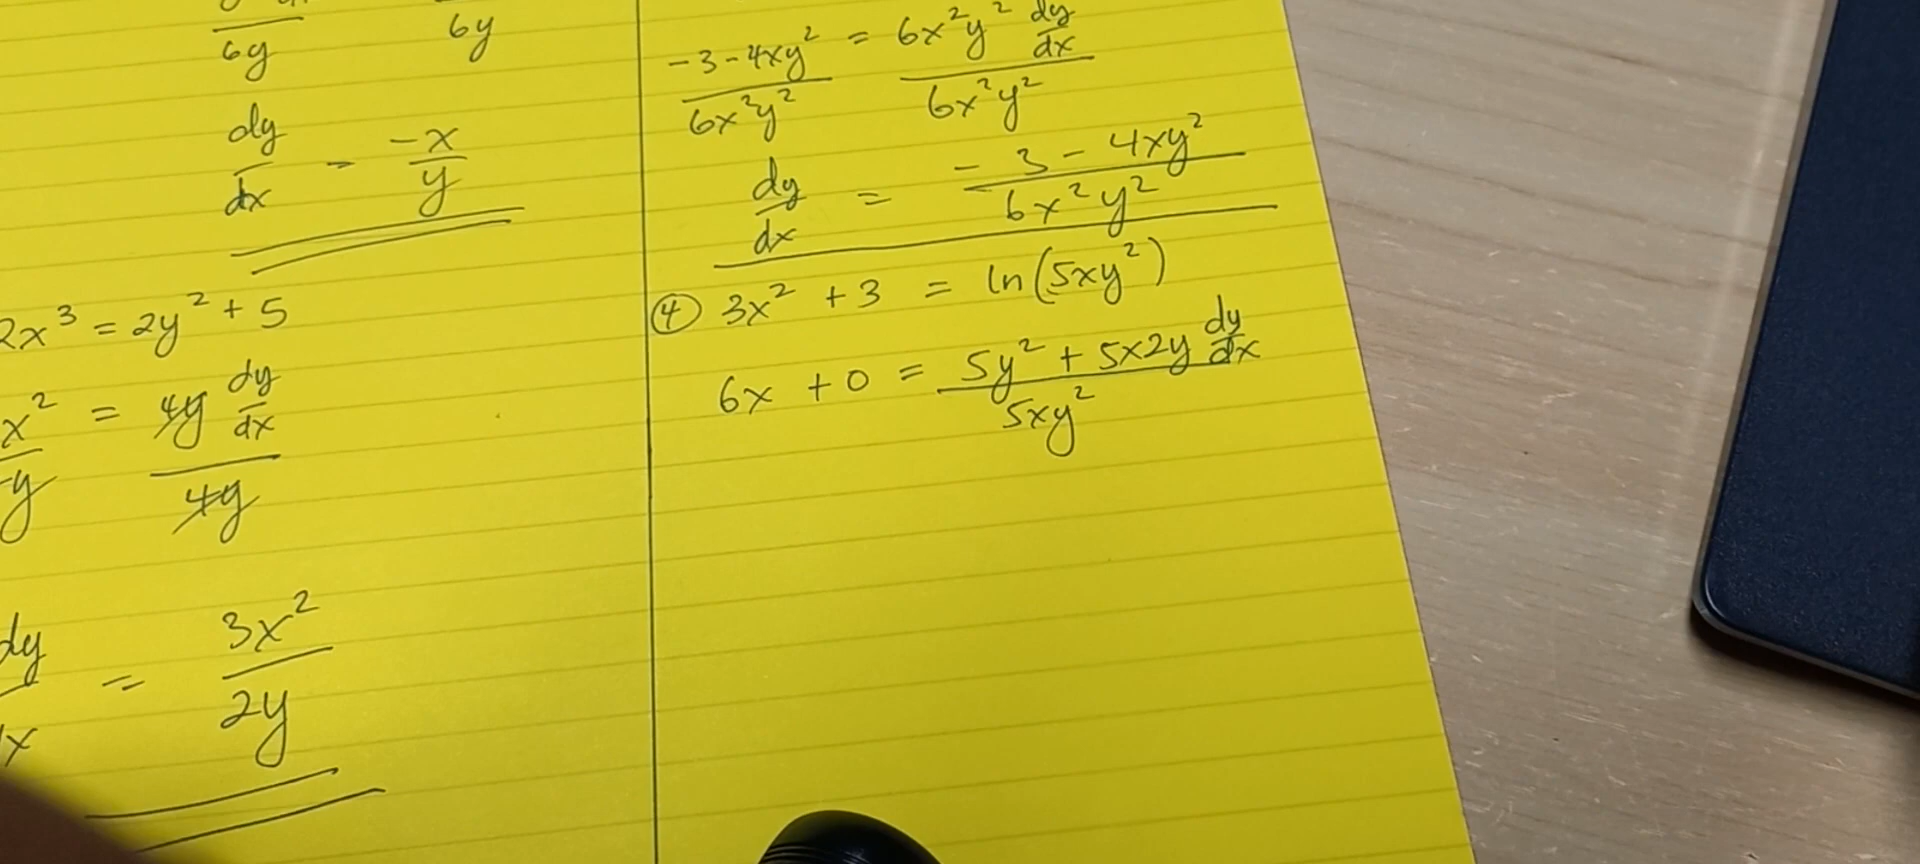 6y 6y
dy/dx = -x/y
2x³ = 2y² + 5
x²/y = 4y dy/dx / 4y
dy/dx = 3x²/2y
-3-4xy²/6x²y² = 6x²y² dy/dx / 6x²y²
dy/dx = -3-4xy²/6x²y²
④ 3x² + 3 = ln(5xy²)
6x + 0 = 5y² + 5x2y dy/dx / 5xy²